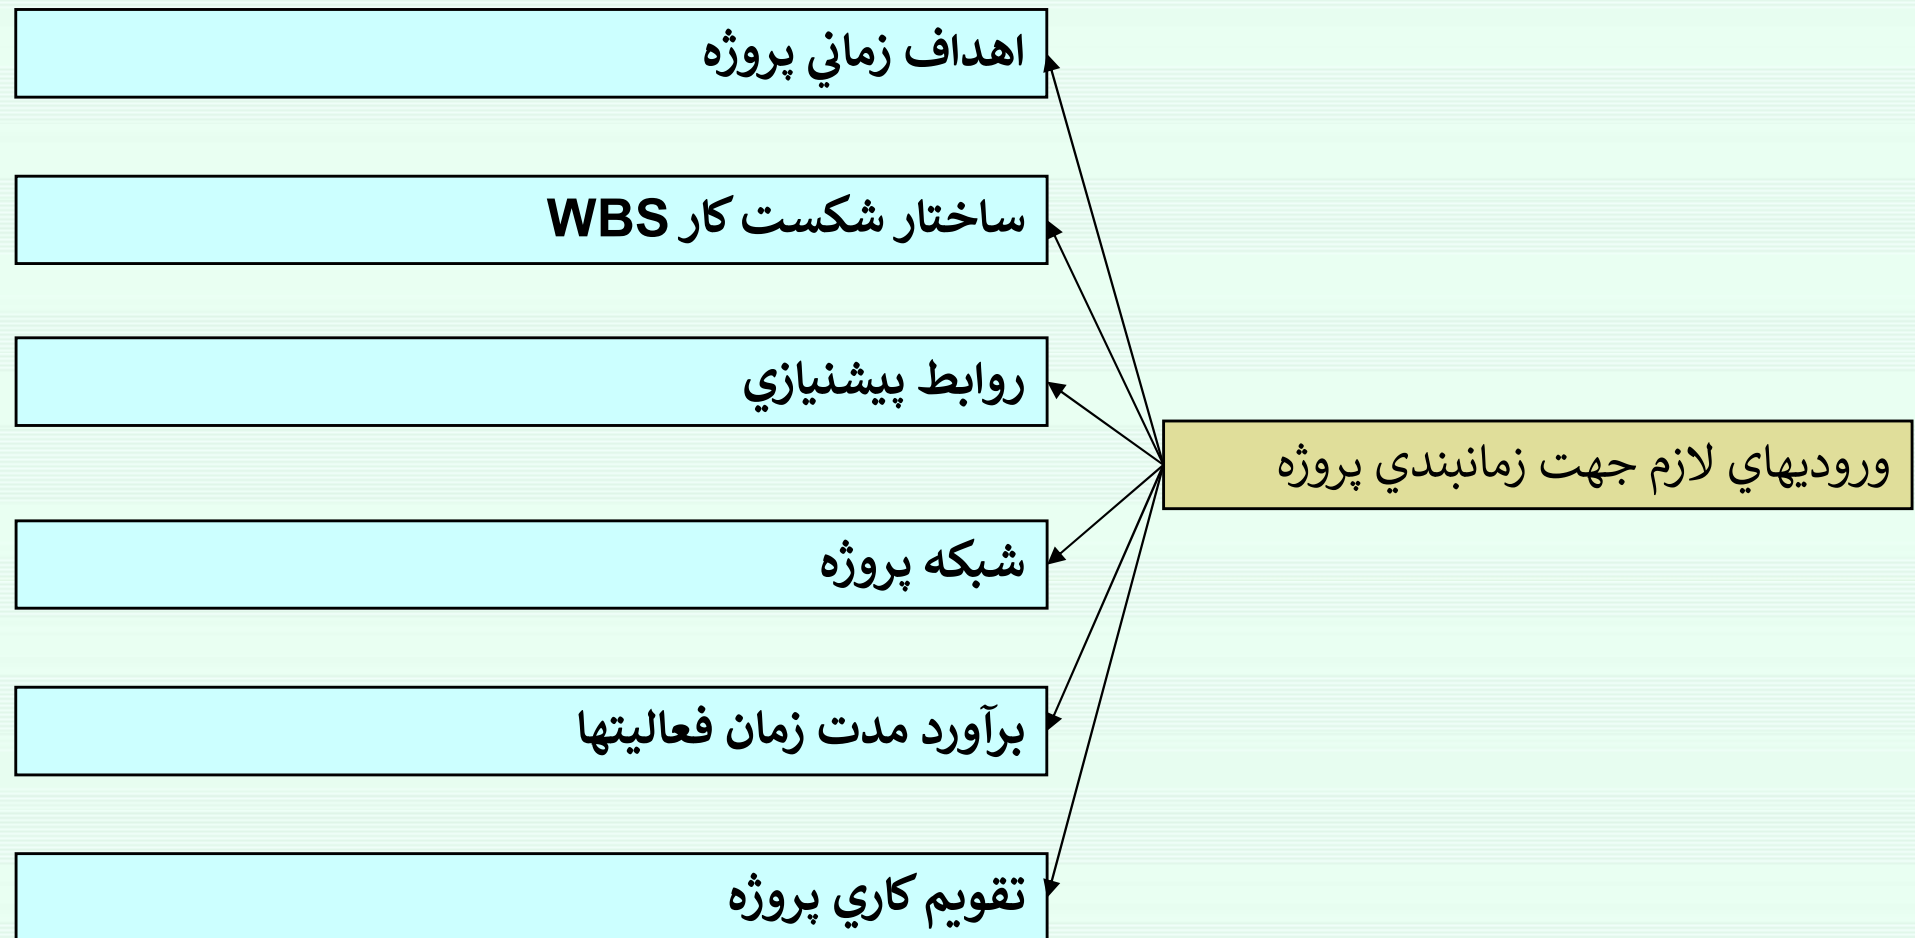 اهداف زماني پروژه
ساختار شکست کار WBS
روابط پيشنيازي
وروديهاي لازم جهت زمانبندي پروژه
شبکه پروژه
برآورد مدت زمان فعاليتها
تقويم کاري پروژه